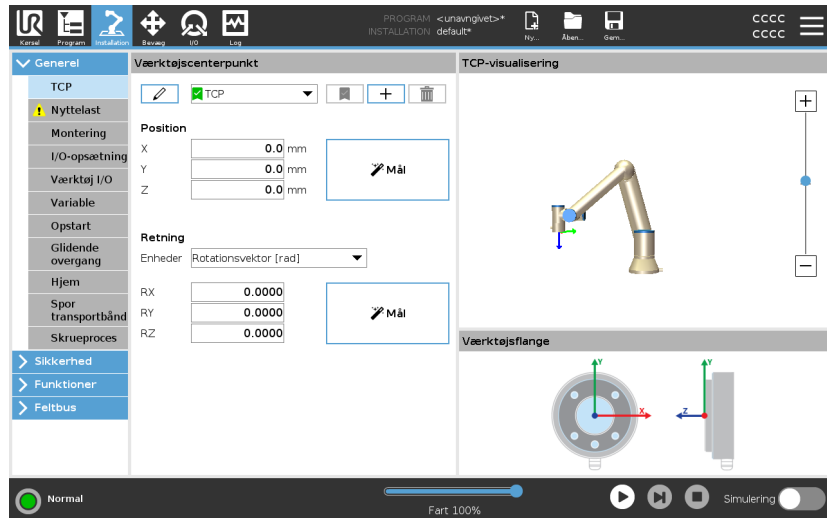 UR
PROGRAM <unavngivet>*
INSTALLATION default*
cccc
cccc
Kørsel Program Installation Bevæg I/O Log Ny... Åben... Gem...
Generel
TCP
Nyttelast
Montering
I/O-opsætning
Værktøj I/O
Variable
Opstart
Glidende
overgang
Hjem
Spor
transportbånd
Skrueproces
Sikkerhed
Funktioner
Feltbus
Værktøjscenterpunkt
TCP
Position
X 0.0 mm
Y 0.0 mm
Z 0.0 mm
Mål
Retning
Enheder Rotationsvektor [rad]
RX 0.0000
RY 0.0000
RZ 0.0000
Mål
TCP-visualisering
Værktøjsflange
Y
X
Y
Z
Normal
Fart 100%
Simulering